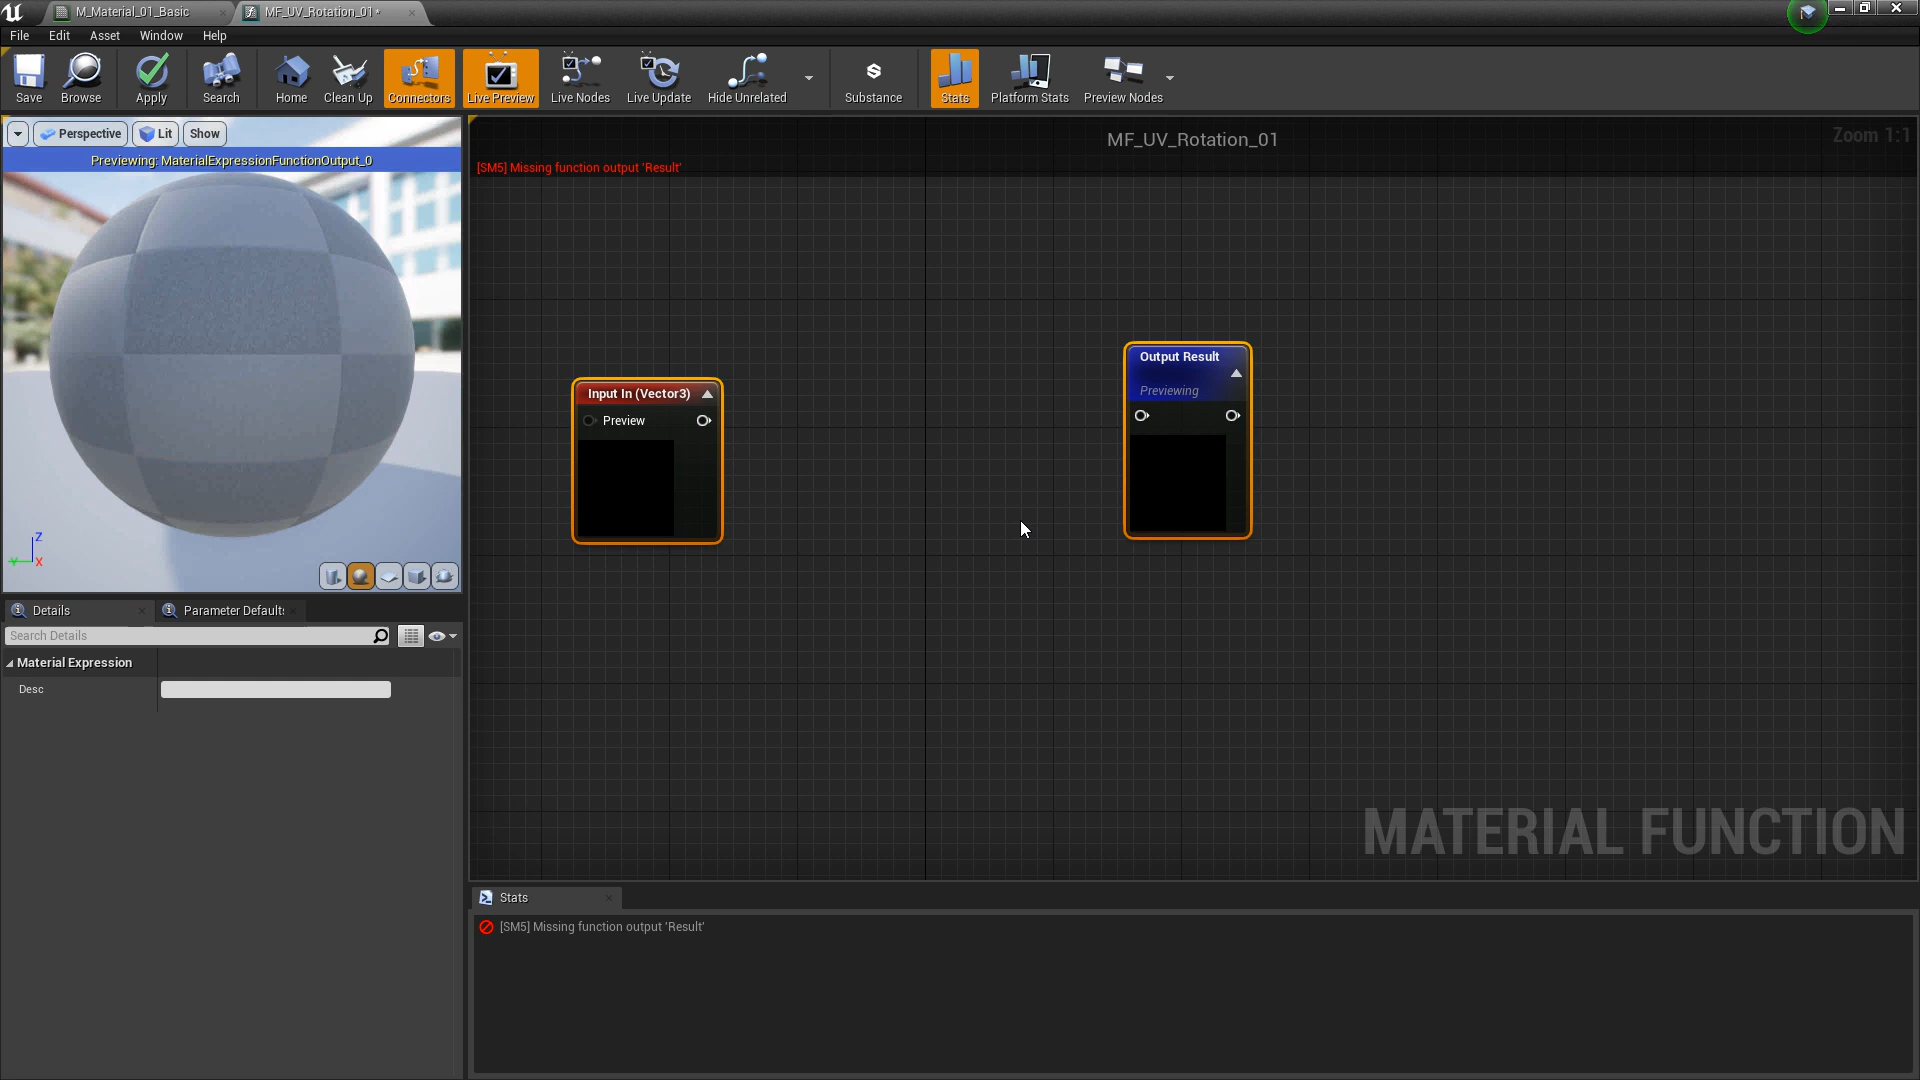 M_Material_01_Basic
MF_UV_Rotation_01*
File Edit Asset Window Help
Save Browse Apply Search Home Clean Up Connectors Live Preview Live Nodes Live Update Hide Unrelated Substance Stats Platform Stats Preview Nodes
Perspective Lit Show
Previewing: MaterialExpressionFunctionOutput_0
Z
Y
X
MF_UV_Rotation_01
Zoom 1:1
[SM5] Missing function output 'Result'
Input In (Vector3)
Preview
Output Result
Previewing
MATERIAL FUNCTION
Details
Parameter Defaults
Search Details
Material Expression
Desc
Stats
[SM5] Missing function output 'Result'